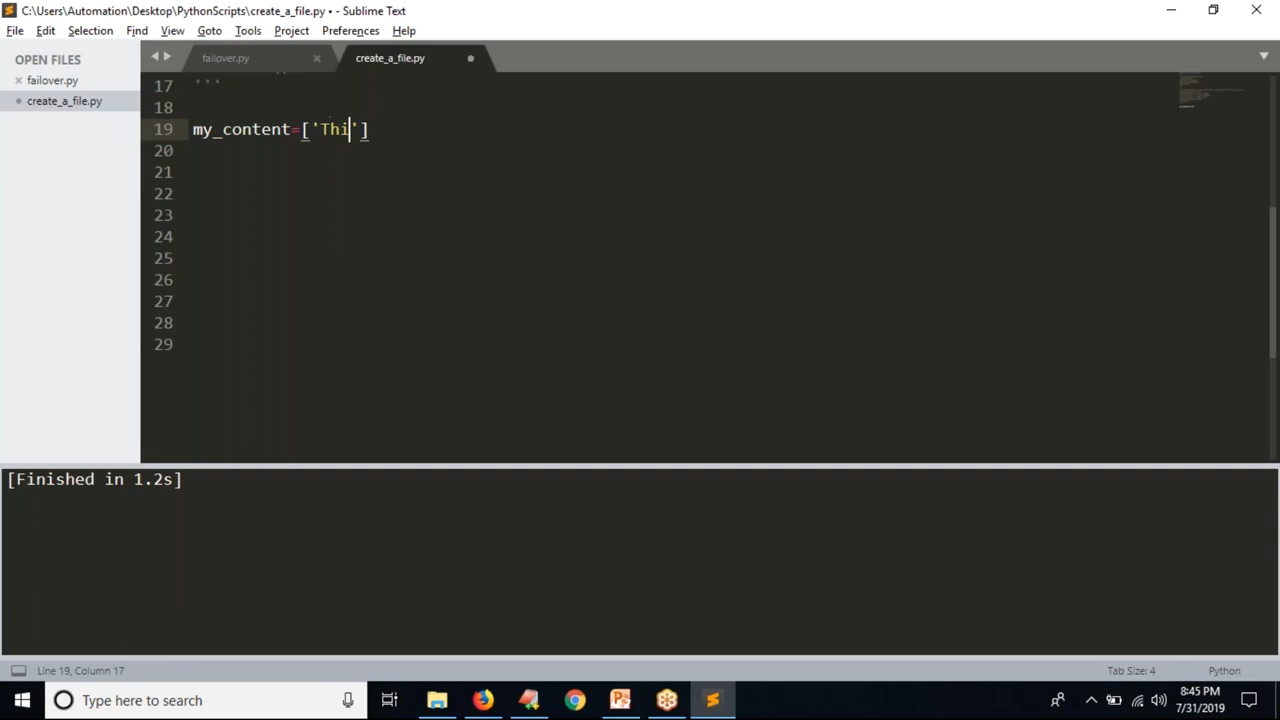 C:\Users\Automation\Desktop\PythonScripts\create_a_file.py • - Sublime Text
File Edit Selection Find View Goto Tools Project Preferences Help
OPEN FILES
failover.py
create_a_file.py
failover.py
create_a_file.py
17 '''
18
19 my_content=['Thi']
20
21
22
23
24
25
26
27
28
29
[Finished in 1.2s]
Line 19, Column 17
Tab Size: 4
Python
Type here to search
8:45 PM
7/31/2019